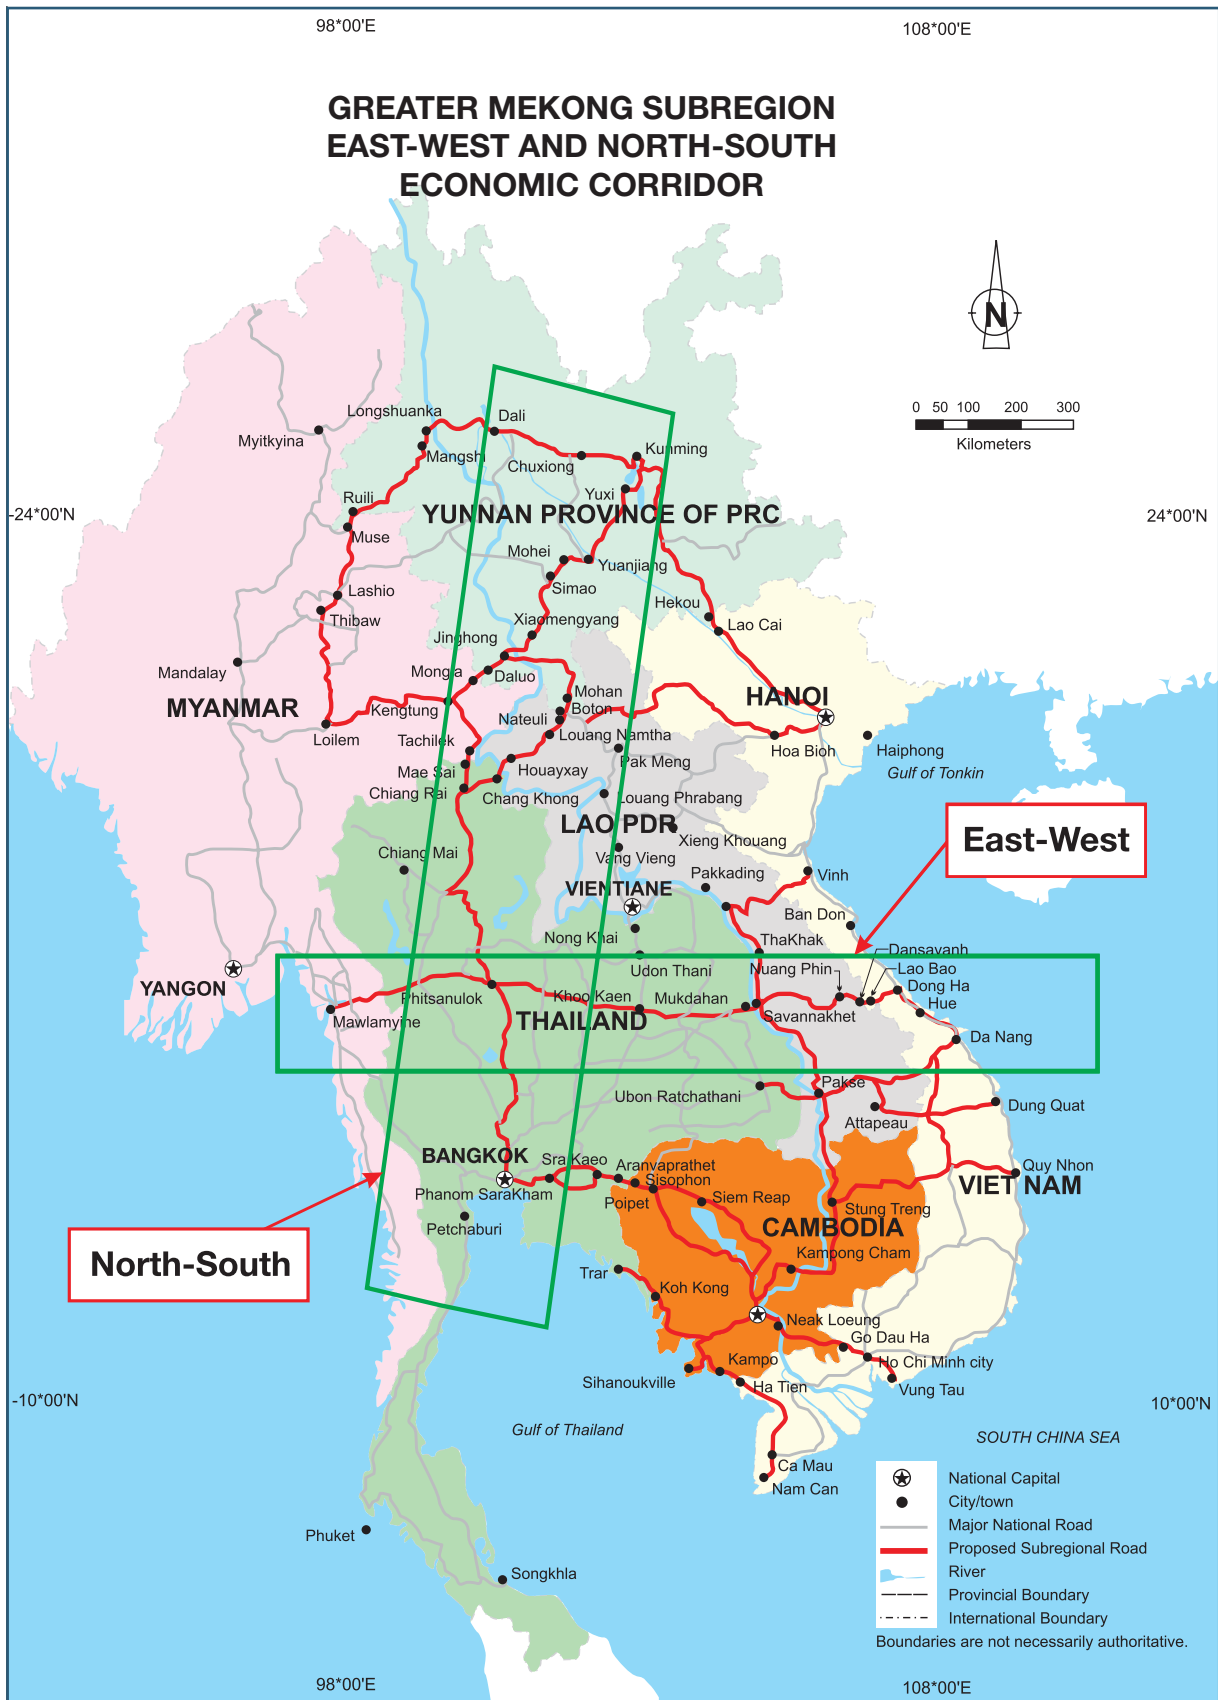 98*00'E
108*00'E
GREATER MEKONG SUBREGION
EAST-WEST AND NORTH-SOUTH
ECONOMIC CORRIDOR
N
0 50 100 200 300
Kilometers
Longshuanka
Dali
Myitkyina
Mangshi
Kunming
Chuxiong
Yuxi
Ruili
-24*00'N
YUNNAN PROVINCE OF PRC
24*00'N
Muse
Mohei
Yuanjiang
Simao
Lashio
Hekou
Thibaw
Xiaomengyang
Lao Cai
Jinghong
Mandalay
Mongla
Daluo
Mohan
HANOI
MYANMAR
Kengtung
Boton
Nateuli
Loilem
Tachilek
Louang Namtha
Hoa Bioh
Haiphong
Pak Meng
Mae Sai
Houayxay
Gulf of Tonkin
Chiang Rai
Chang Khong
Louang Phrabang
LAO PDR
Xieng Khouang
East-West
Chiang Mai
Vang Vieng
Pakkading
Vinh
VIENTIANE
Ban Don
Nong Khai
ThaKhak
Dansavanh
Udon Thani
Nuang Phin
Lao Bao
YANGON
Phitsanulok
Khoo Kaen
Mukdahan
Dong Ha
Hue
Mawlamyine
THAILAND
Savannakhet
Da Nang
Ubon Ratchathani
Pakse
Dung Quat
Attapeau
BANGKOK
Sra Kaeo
Aranvaprathet
Quy Nhon
Sisophon
VIET NAM
Phanom SaraKham
Poipet
Siem Reap
Stung Treng
Petchaburi
CAMBODIA
Kampong Cham
North-South
Trar
Koh Kong
Neak Loeung
Go Dau Ha
Kampo
Ho Chi Minh city
Sihanoukville
Ha Tien
Vung Tau
-10*00'N
10*00'N
Gulf of Thailand
SOUTH CHINA SEA
Ca Mau
Nam Can
National Capital
City/town
Major National Road
Proposed Subregional Road
River
Provincial Boundary
International Boundary
Boundaries are not necessarily authoritative.
Phuket
Songkhla
98*00'E
108*00'E